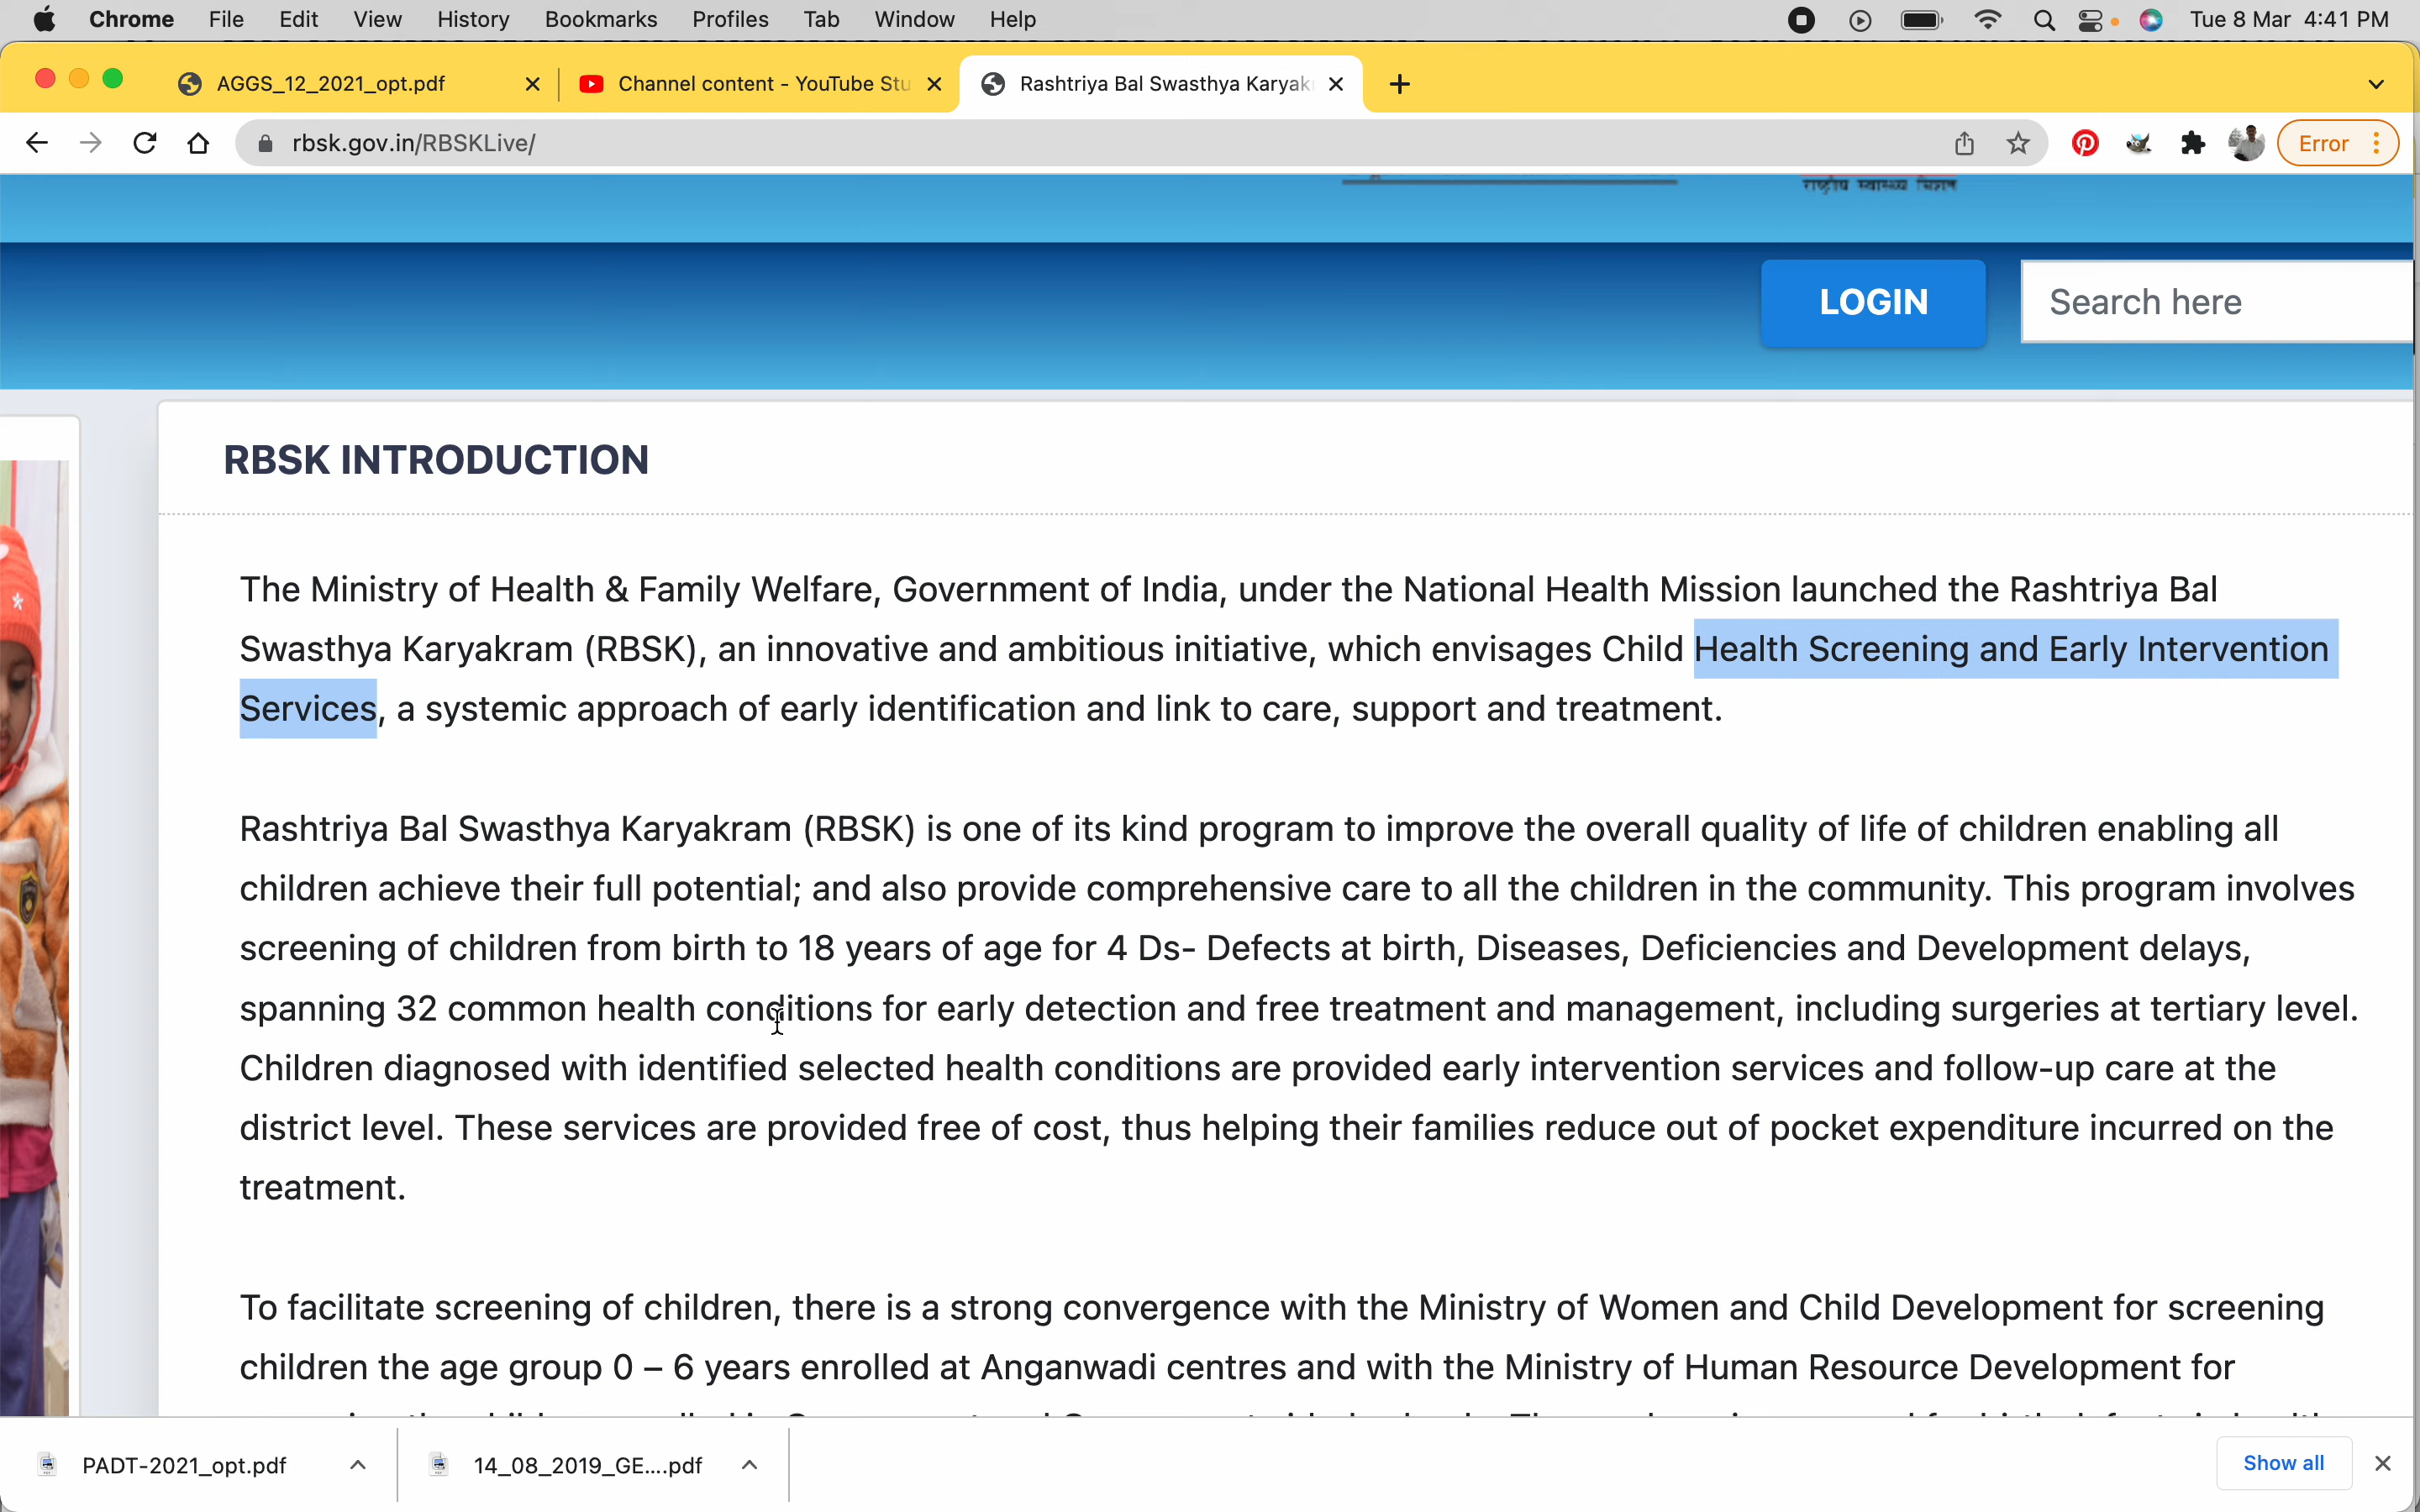 Chrome File Edit View History Bookmarks Profiles Tab Window Help Tue 8 Mar 4:41 PM
AGGS_12_2021_opt.pdf Channel content - YouTube Stu Rashtriya Bal Swasthya Karyak
rbsk.gov.in/RBSKLive/ Error
राष्ट्रीय स्वास्थ्य मिशन
LOGIN Search here
RBSK INTRODUCTION
The Ministry of Health & Family Welfare, Government of India, under the National Health Mission launched the Rashtriya Bal
Swasthya Karyakram (RBSK), an innovative and ambitious initiative, which envisages Child Health Screening and Early Intervention
Services, a systemic approach of early identification and link to care, support and treatment.
Rashtriya Bal Swasthya Karyakram (RBSK) is one of its kind program to improve the overall quality of life of children enabling all
children achieve their full potential; and also provide comprehensive care to all the children in the community. This program involves
screening of children from birth to 18 years of age for 4 Ds- Defects at birth, Diseases, Deficiencies and Development delays,
spanning 32 common health conditions for early detection and free treatment and management, including surgeries at tertiary level.
Children diagnosed with identified selected health conditions are provided early intervention services and follow-up care at the
district level. These services are provided free of cost, thus helping their families reduce out of pocket expenditure incurred on the
treatment.
To facilitate screening of children, there is a strong convergence with the Ministry of Women and Child Development for screening
children the age group 0 – 6 years enrolled at Anganwadi centres and with the Ministry of Human Resource Development for
PADT-2021_opt.pdf 14_08_2019_GE....pdf Show all